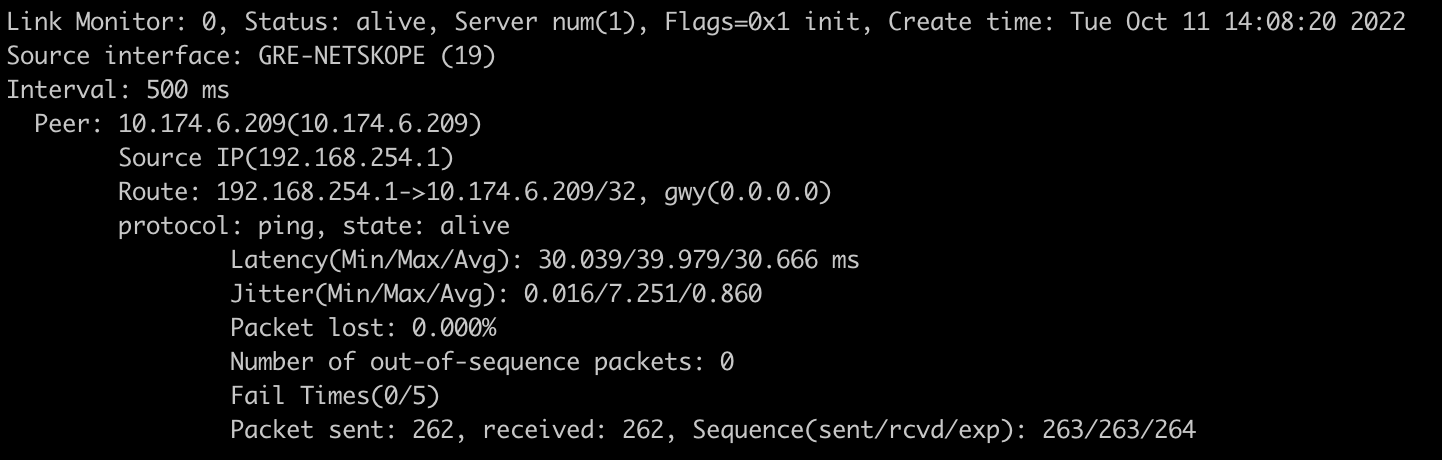 Link Monitor: 0, Status: alive, Server num(1), Flags=0x1 init, Create time: Tue Oct 11 14:08:20 2022
Source interface: GRE-NETSKOPE (19)
Interval: 500 ms
Peer: 10.174.6.209(10.174.6.209)
Source IP(192.168.254.1)
Route: 192.168.254.1->10.174.6.209/32, gwy(0.0.0.0)
protocol: ping, state: alive
Latency(Min/Max/Avg): 30.039/39.979/30.666 ms
Jitter(Min/Max/Avg): 0.016/7.251/0.860
Packet lost: 0.000%
Number of out-of-sequence packets: 0
Fail Times(0/5)
Packet sent: 262, received: 262, Sequence(sent/rcvd/exp): 263/263/264